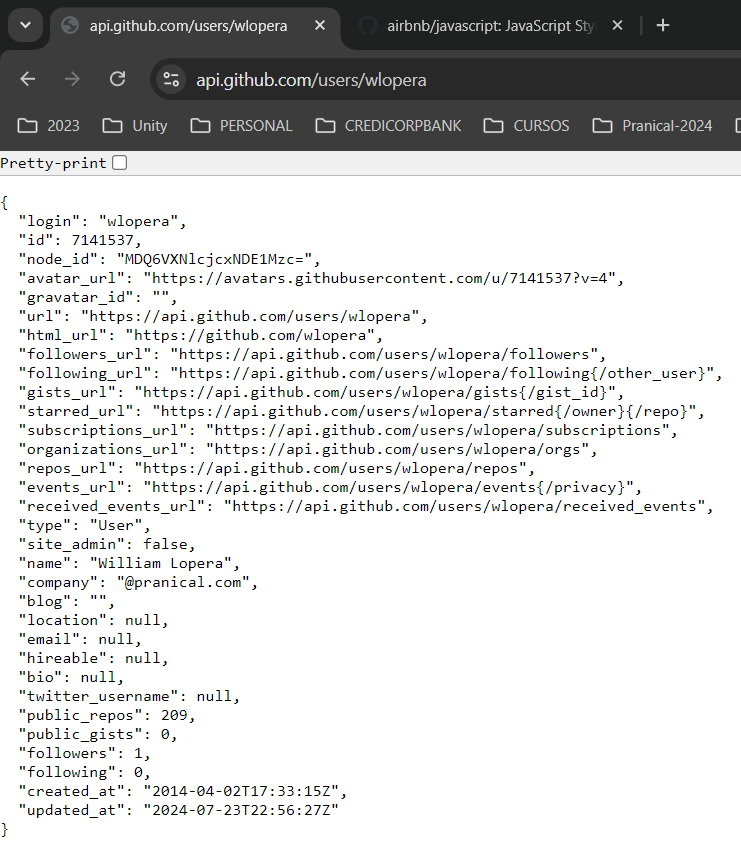 api.github.com/users/wlopera
airbnb/javascript: JavaScript Sty
api.github.com/users/wlopera
2023 Unity PERSONAL CREDICORPBANK CURSOS Pranical-2024
Pretty-print
{
  "login": "wlopera",
  "id": 7141537,
  "node_id": "MDQ6VXNlcjcxNDE1Mzc=",
  "avatar_url": "https://avatars.githubusercontent.com/u/7141537?v=4",
  "gravatar_id": "",
  "url": "https://api.github.com/users/wlopera",
  "html_url": "https://github.com/wlopera",
  "followers_url": "https://api.github.com/users/wlopera/followers",
  "following_url": "https://api.github.com/users/wlopera/following{/other_user}",
  "gists_url": "https://api.github.com/users/wlopera/gists{/gist_id}",
  "starred_url": "https://api.github.com/users/wlopera/starred{/owner}{/repo}",
  "subscriptions_url": "https://api.github.com/users/wlopera/subscriptions",
  "organizations_url": "https://api.github.com/users/wlopera/orgs",
  "repos_url": "https://api.github.com/users/wlopera/repos",
  "events_url": "https://api.github.com/users/wlopera/events{/privacy}",
  "received_events_url": "https://api.github.com/users/wlopera/received_events",
  "type": "User",
  "site_admin": false,
  "name": "William Lopera",
  "company": "@pranical.com",
  "blog": "",
  "location": null,
  "email": null,
  "hireable": null,
  "bio": null,
  "twitter_username": null,
  "public_repos": 209,
  "public_gists": 0,
  "followers": 1,
  "following": 0,
  "created_at": "2014-04-02T17:33:15Z",
  "updated_at": "2024-07-23T22:56:27Z"
}